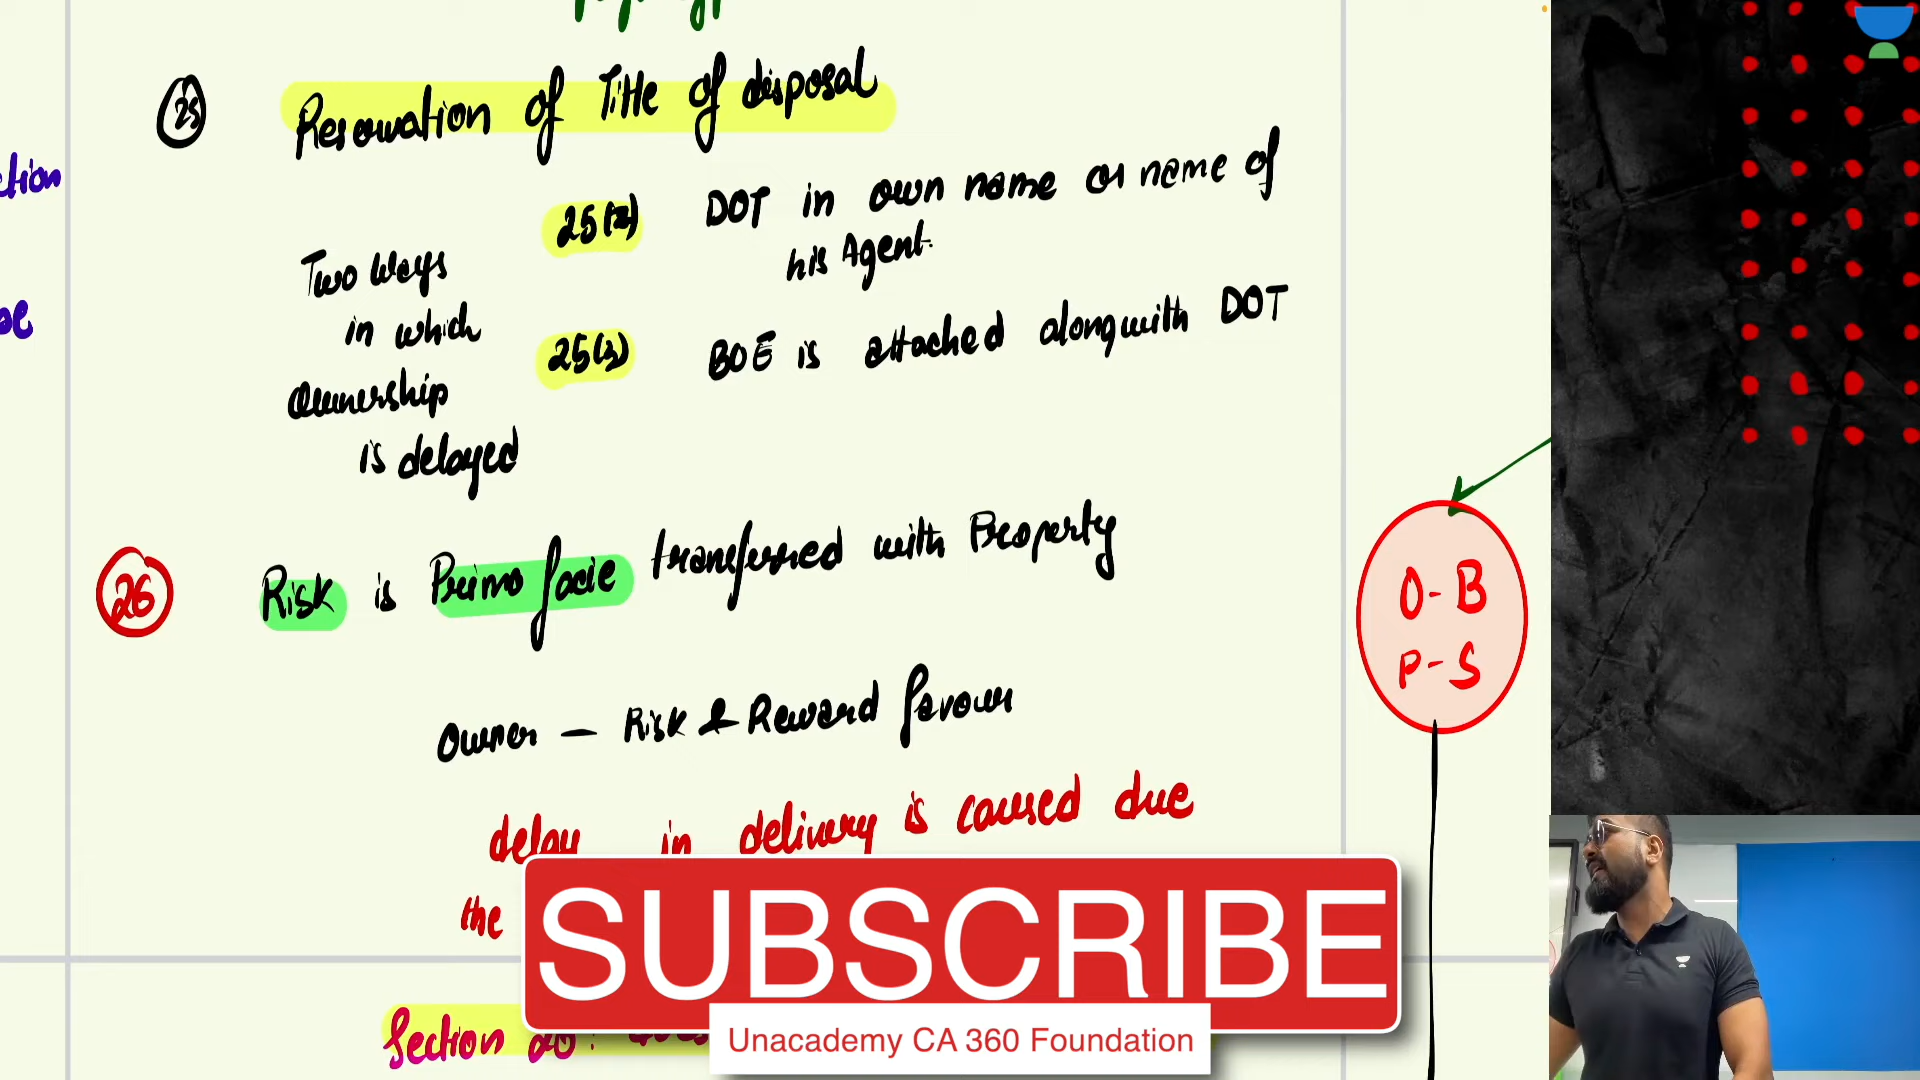 25 Reservation of Title of disposal
25(2) DOT in own name or name of
his Agent.
Two Ways
in which
ownership
is delayed
25(3) BOE is attached alongwith DOT
26 Risk is Prima facie transferred with Property
O - B
P - S
Owner — Risk & Reward favour
delay in delivery is caused due
the
SUBSCRIBE
Unacademy CA 360 Foundation
Section